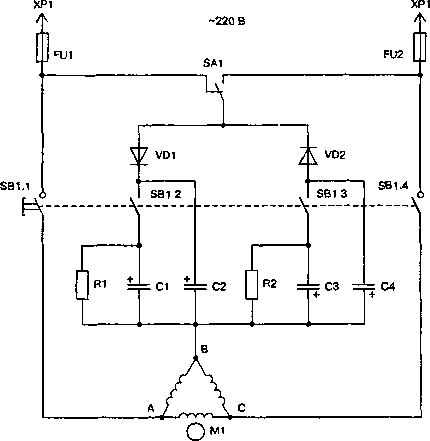 XP1 ~220 В XP1
FU1 FU2
SA1
VD1 VD2
SB1.1 SB1.2 SB1.3 SB1.4
R1 + C1 + C2 R2 C3 + C4 +
B
A C
M1